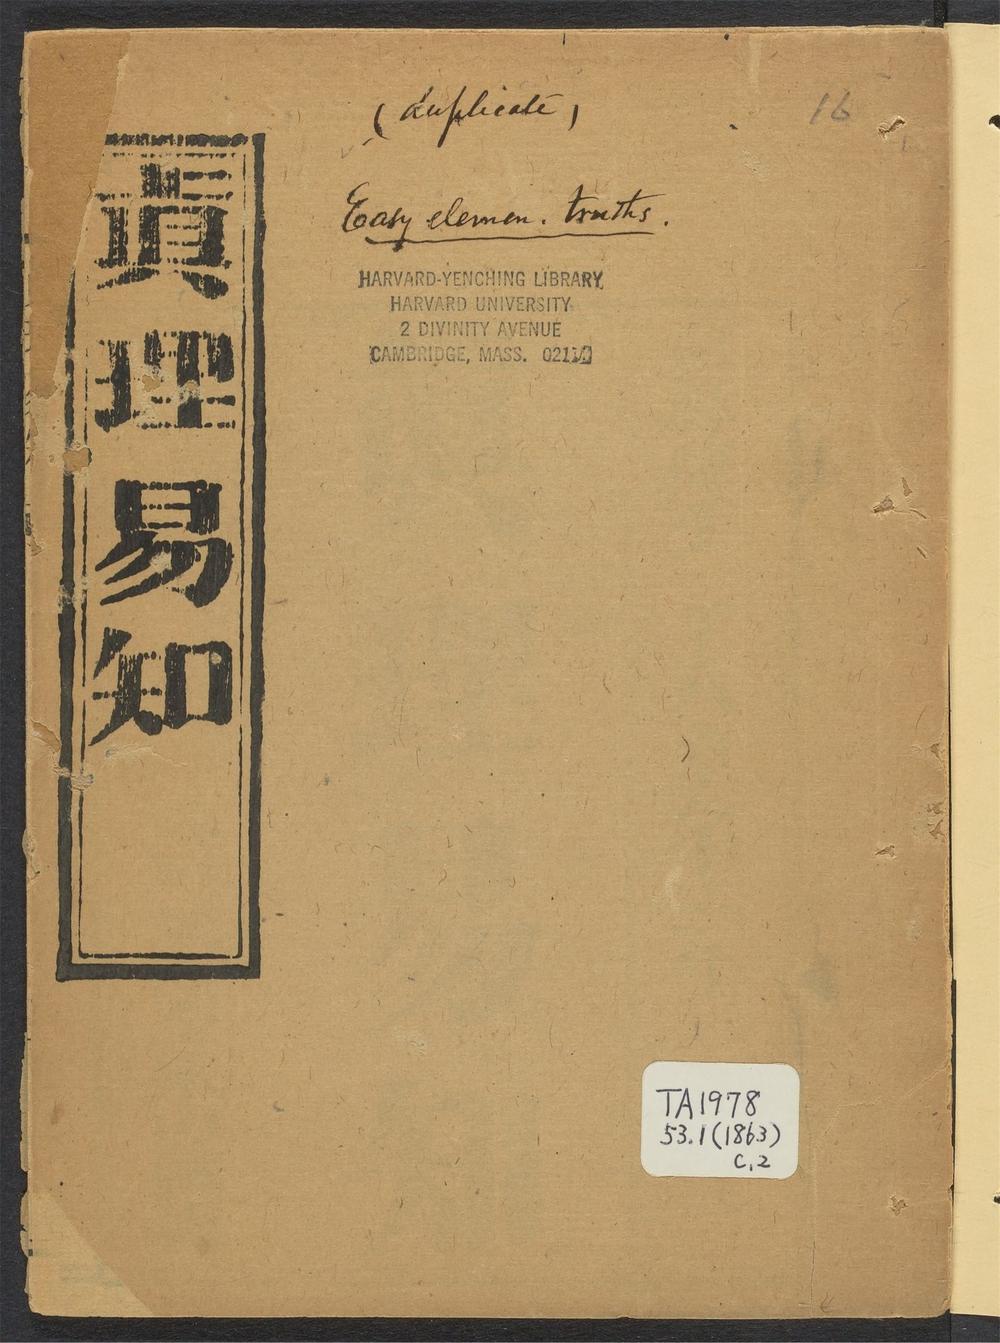 (duplicate)
16
Easy elemen. truths.
HARVARD-YENCHING LIBRARY
HARVARD UNIVERSITY
2 DIVINITY AVENUE
CAMBRIDGE, MASS.
眞理易知
TA1978
53.1(1863)
C.2